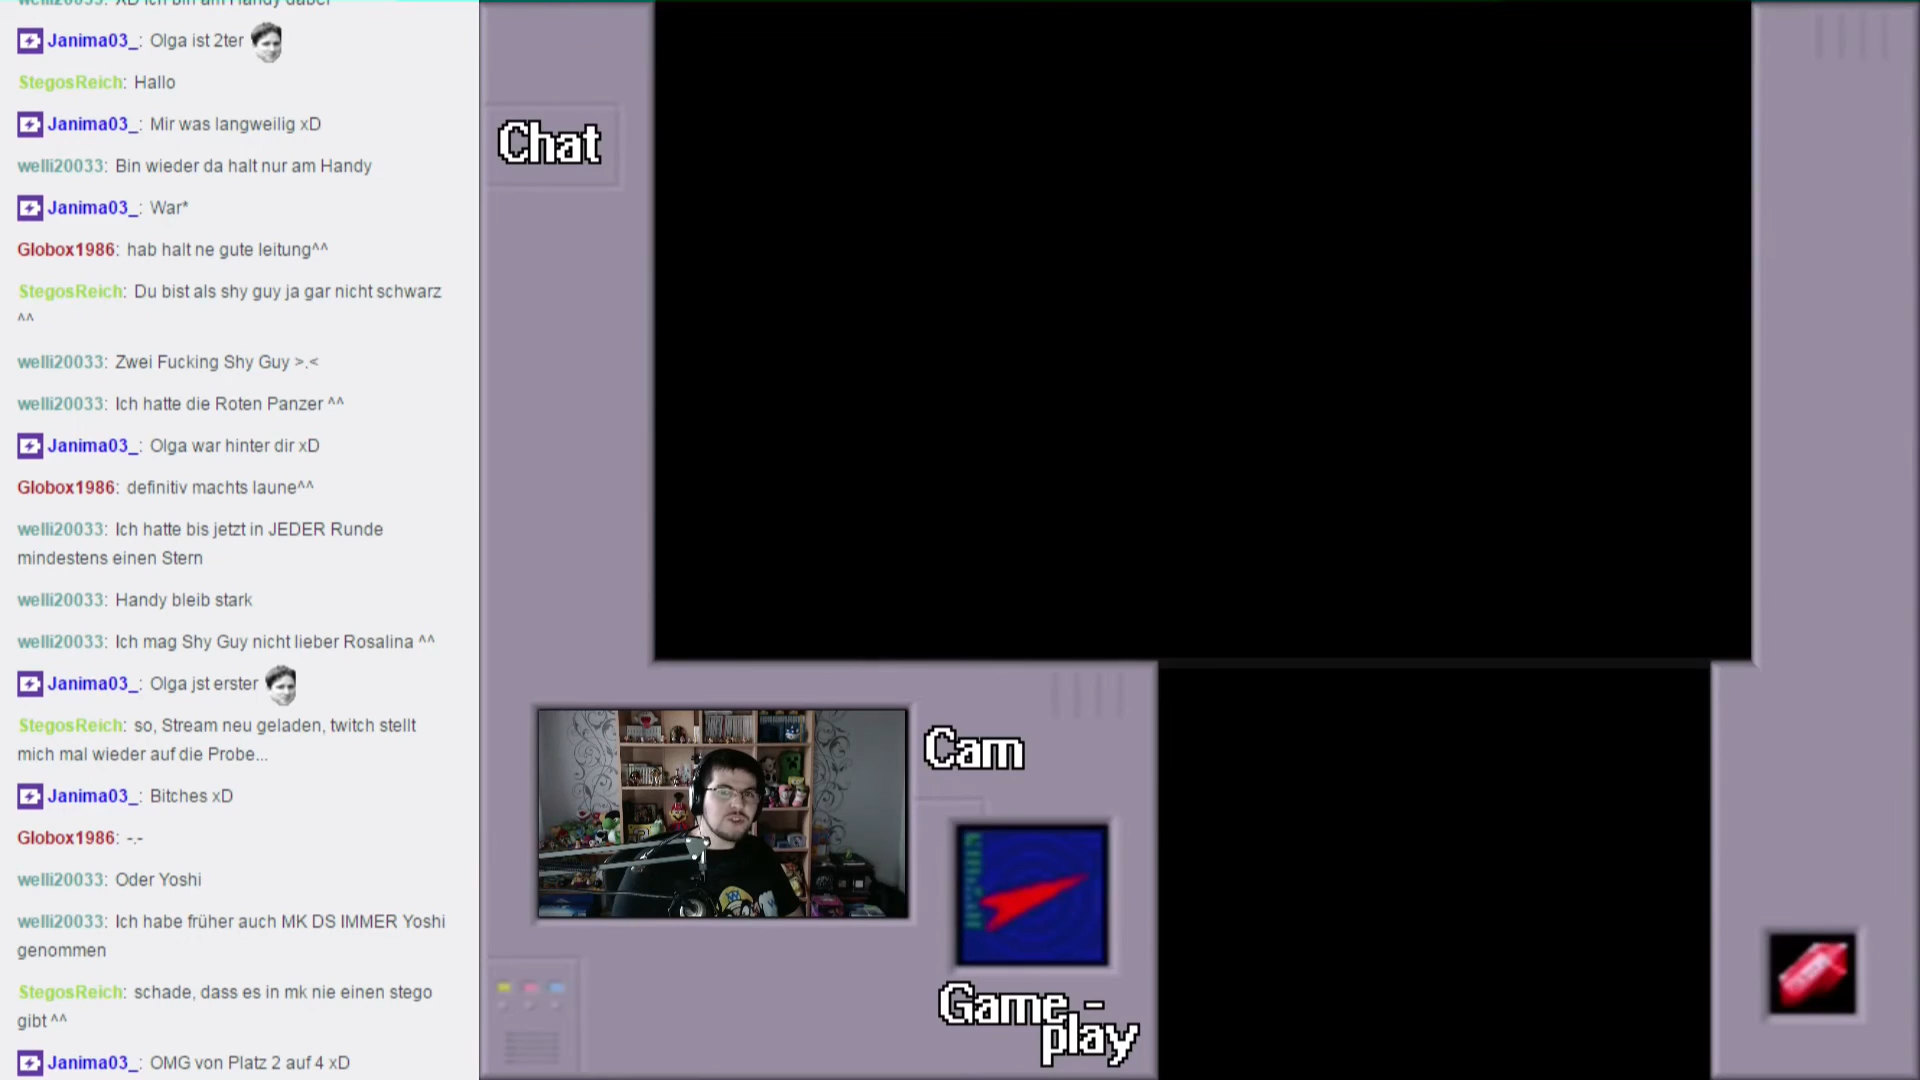 welli20033: XD Ich bin am Handy dabei
Janima03_: Olga ist 2ter
StegosReich: Hallo
Janima03_: Mir was langweilig xD
welli20033: Bin wieder da halt nur am Handy
Janima03_: War*
Globox1986: hab halt ne gute leitung^^
StegosReich: Du bist als shy guy ja gar nicht schwarz
^^
welli20033: Zwei Fucking Shy Guy >.<
welli20033: Ich hatte die Roten Panzer ^^
Janima03_: Olga war hinter dir xD
Globox1986: definitiv machts laune^^
welli20033: Ich hatte bis jetzt in JEDER Runde
mindestens einen Stern
welli20033: Handy bleib stark
welli20033: Ich mag Shy Guy nicht lieber Rosalina ^^
Janima03_: Olga jst erster
StegosReich: so, Stream neu geladen, twitch stellt
mich mal wieder auf die Probe...
Janima03_: Bitches xD
Globox1986: -.-
welli20033: Oder Yoshi
welli20033: Ich habe früher auch MK DS IMMER Yoshi
genommen
StegosReich: schade, dass es in mk nie einen stego
gibt ^^
Janima03_: OMG von Platz 2 auf 4 xD
Chat
Cam
Game -
play